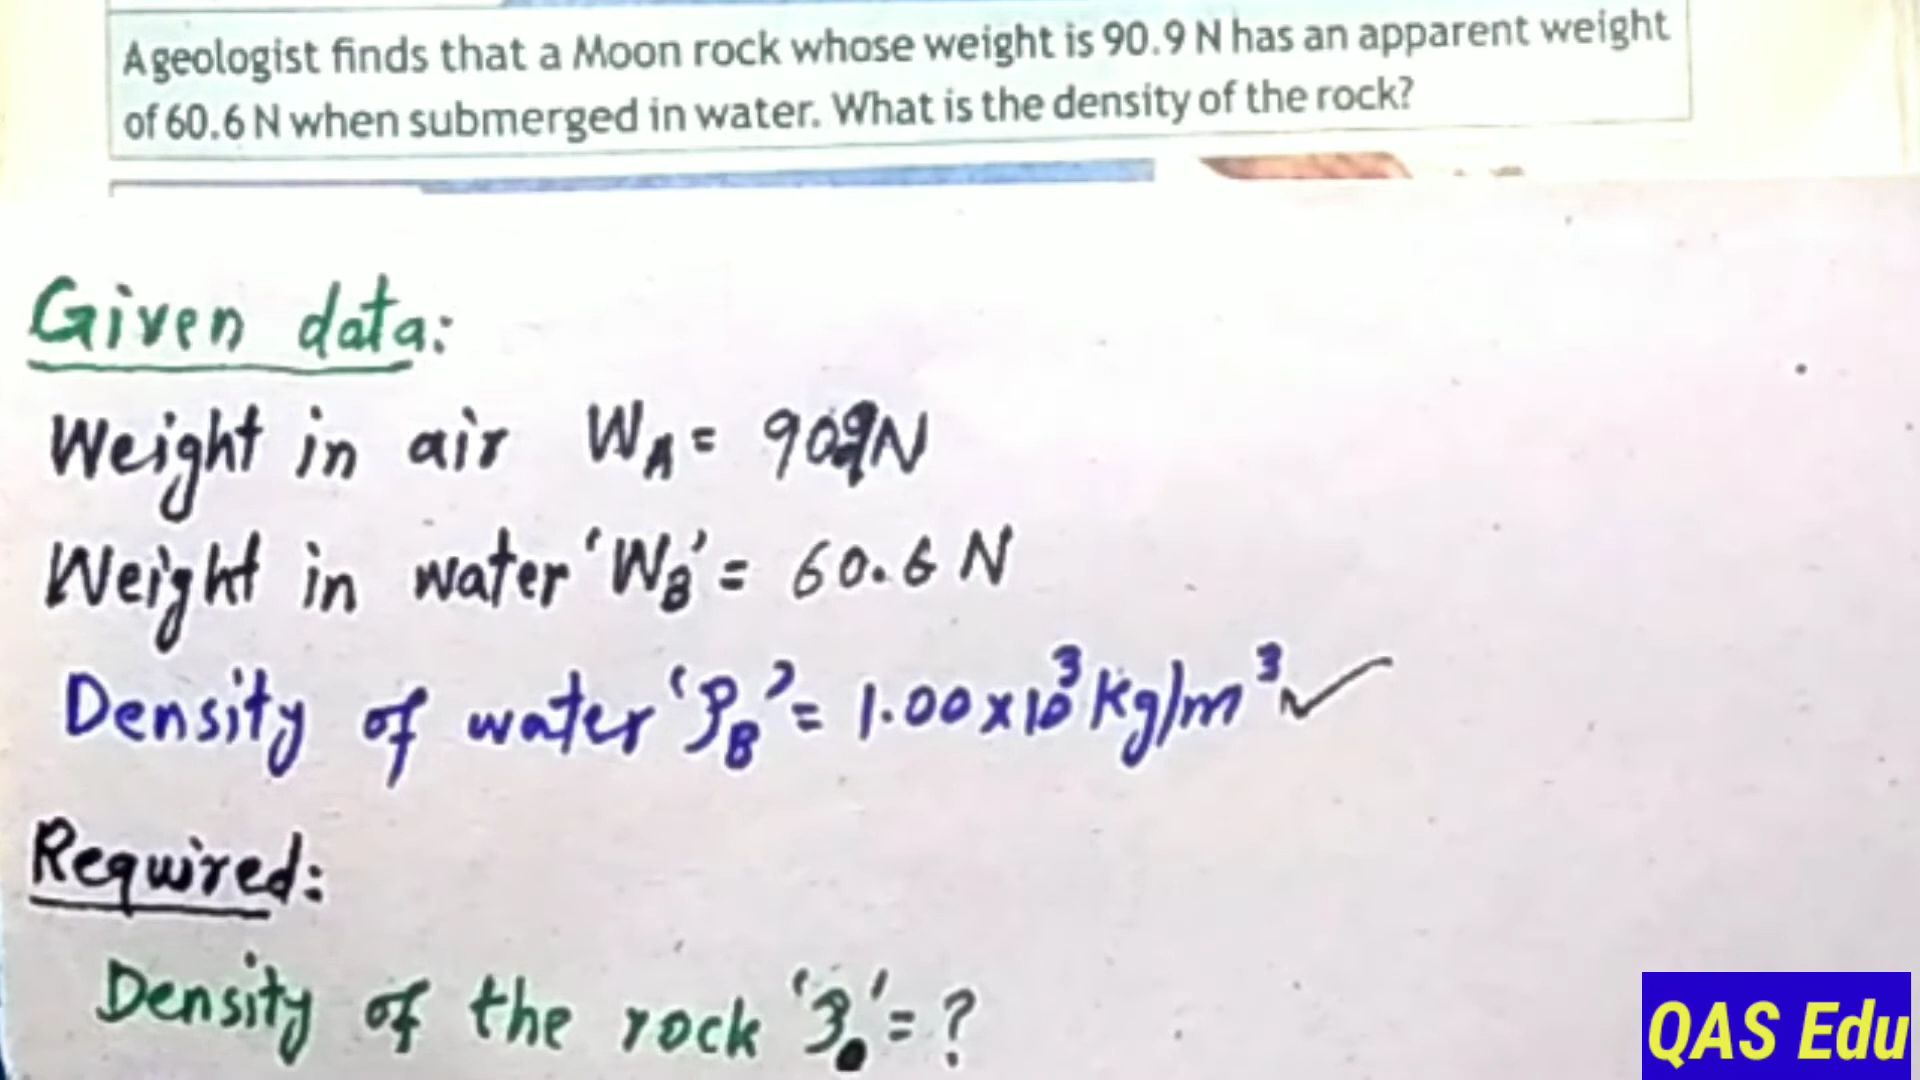 A geologist finds that a Moon rock whose weight is 90.9 N has an apparent weight
of 60.6 N when submerged in water. What is the density of the rock?
Given data:
Weight in air W_A = 90.9N
Weight in water 'W_B' = 60.6 N
Density of water 'ρ_B' = 1.00 x 10³ Kg/m³ ✓
Required:
Density of the rock 'ρ₀' = ?
QAS Edu